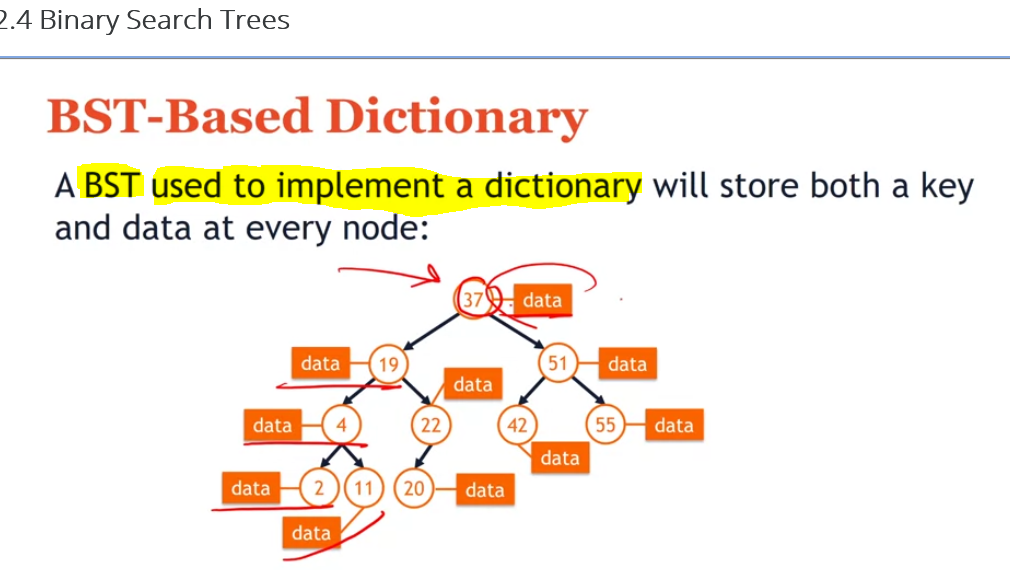 2.4 Binary Search Trees
BST-Based Dictionary
A BST used to implement a dictionary will store both a key
and data at every node:
37 data
data 19 51 data
data
data 4 22 42 55 data
data
data 2 11 20 data
data